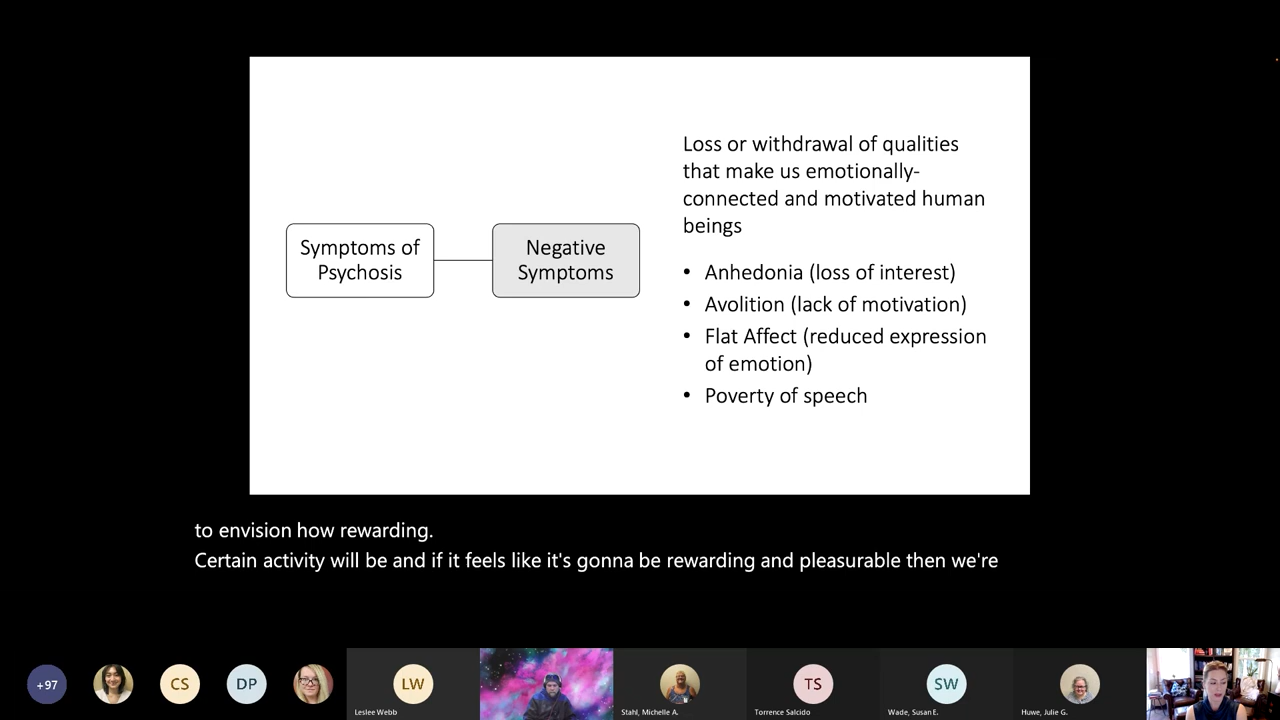 Loss or withdrawal of qualities
that make us emotionally-
connected and motivated human
beings
Symptoms of
Psychosis
Negative
Symptoms
• Anhedonia (loss of interest)
• Avolition (lack of motivation)
• Flat Affect (reduced expression
of emotion)
• Poverty of speech
to envision how rewarding.
Certain activity will be and if it feels like it's gonna be rewarding and pleasurable then we're
+97
CS
DP
LW
Leslee Webb
Stahl, Michelle A.
TS
Torrence Salcido
SW
Wade, Susan E.
Huwe, Julie G.